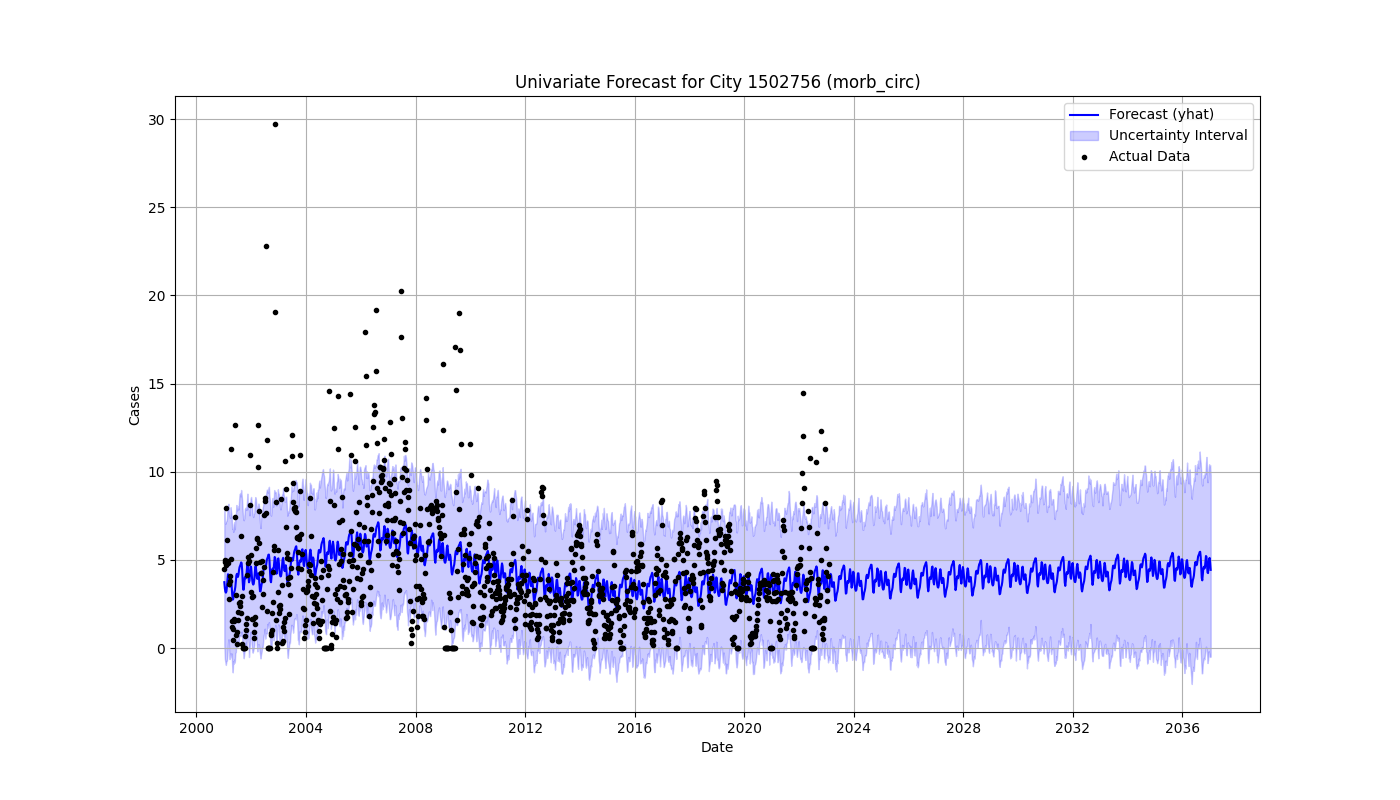 Univariate Forecast for City 1502756 (morb_circ)
Forecast (yhat)
Uncertainty Interval
Actual Data
30
25
20
15
10
5
0
Cases
2000 2004 2008 2012 2016 2020 2024 2028 2032 2036
Date